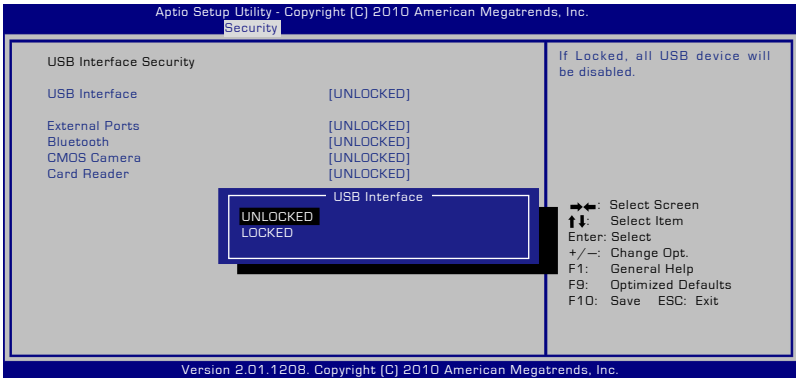 Aptio Setup Utility - Copyright (C) 2010 American Megatrends, Inc.
Security
USB Interface Security
USB Interface [UNLOCKED]
External Ports [UNLOCKED]
Bluetooth [UNLOCKED]
CMOS Camera [UNLOCKED]
Card Reader [UNLOCKED]
USB Interface
UNLOCKED
LOCKED
If Locked, all USB device will
be disabled.
→←: Select Screen
↑↓: Select Item
Enter: Select
+/—: Change Opt.
F1: General Help
F9: Optimized Defaults
F10: Save ESC: Exit
Version 2.01.1208. Copyright (C) 2010 American Megatrends, Inc.